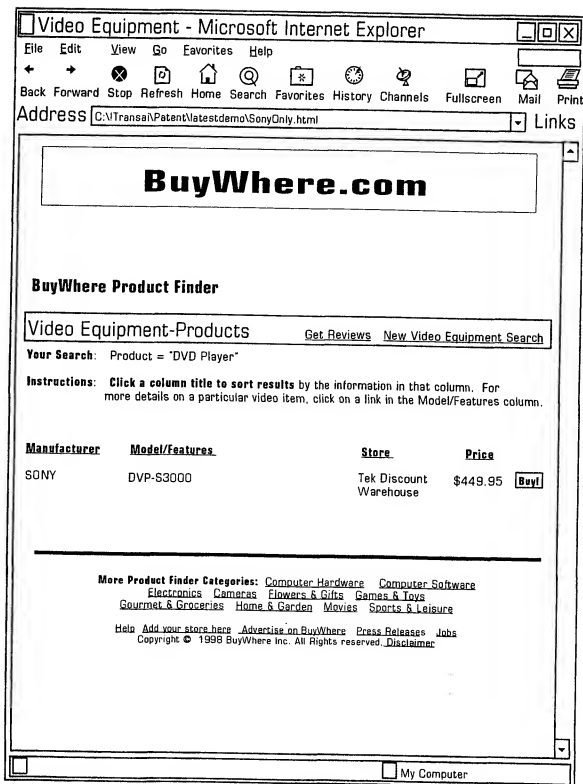 Video Equipment - Microsoft Internet Explorer
File Edit View Go Favorites Help
Back Forward Stop Refresh Home Search Favorites History Channels Fullscreen Mail Print
Address C:\ITransai\Patent\latestdemo\SonyOnly.html Links
BuyWhere.com
BuyWhere Product Finder
Video Equipment-Products Get Reviews New Video Equipment Search
Your Search: Product = "DVD Player"
Instructions: Click a column title to sort results by the information in that column. For
more details on a particular video item, click on a link in the Model/Features column.
Manufacturer Model/Features Store Price
SONY DVP-S3000 Tek Discount $449.95 Buy!
Warehouse
More Product Finder Categories: Computer Hardware Computer Software
Electronics Cameras Flowers & Gifts Games & Toys
Gourmet & Groceries Home & Garden Movies Sports & Leisure
Help Add your store here Advertise on BuyWhere Press Releases Jobs
Copyright © 1998 BuyWhere Inc. All Rights reserved. Disclaimer
My Computer